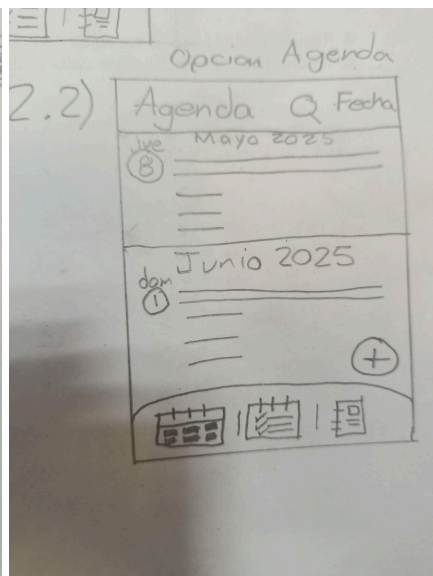 Opcion Agenda
2.2)
Agenda Fecha
Mayo 2025
jue
8
Junio 2025
dom
1
+